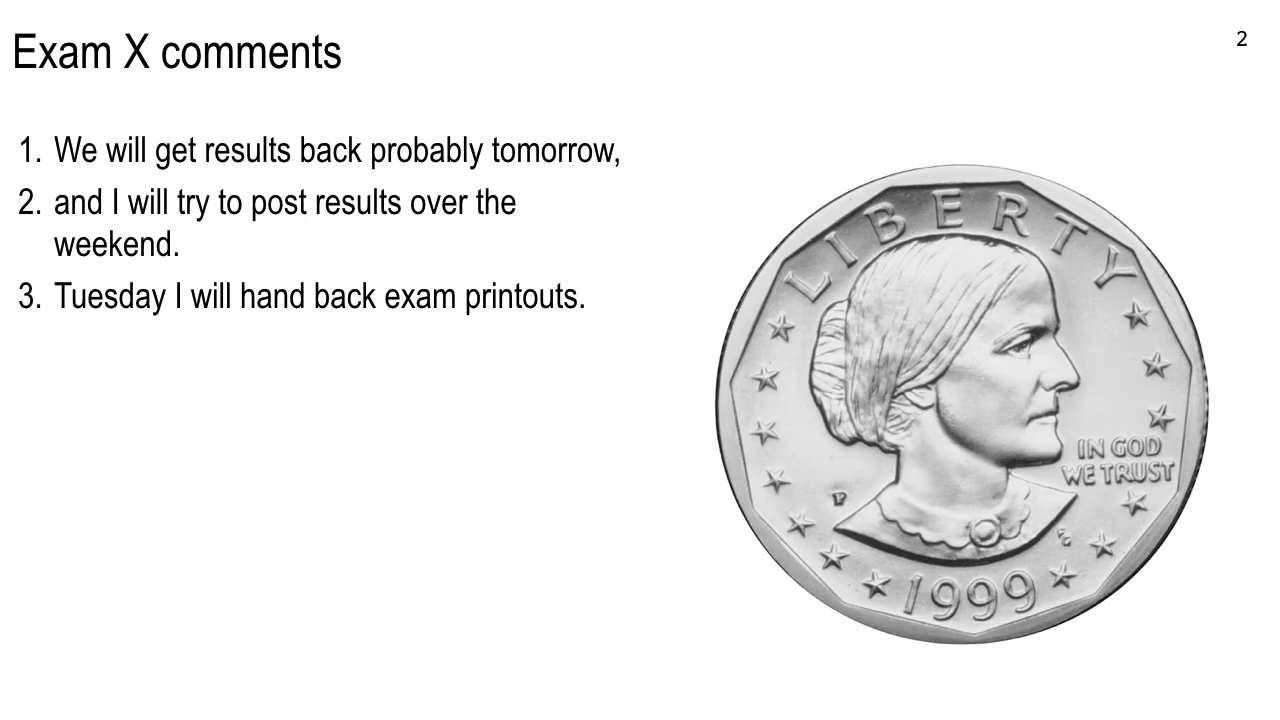 Exam X comments
2
1. We will get results back probably tomorrow,
2. and I will try to post results over the
weekend.
3. Tuesday I will hand back exam printouts.
LIBERTY
IN GOD
WE TRUST
P
FG
1999